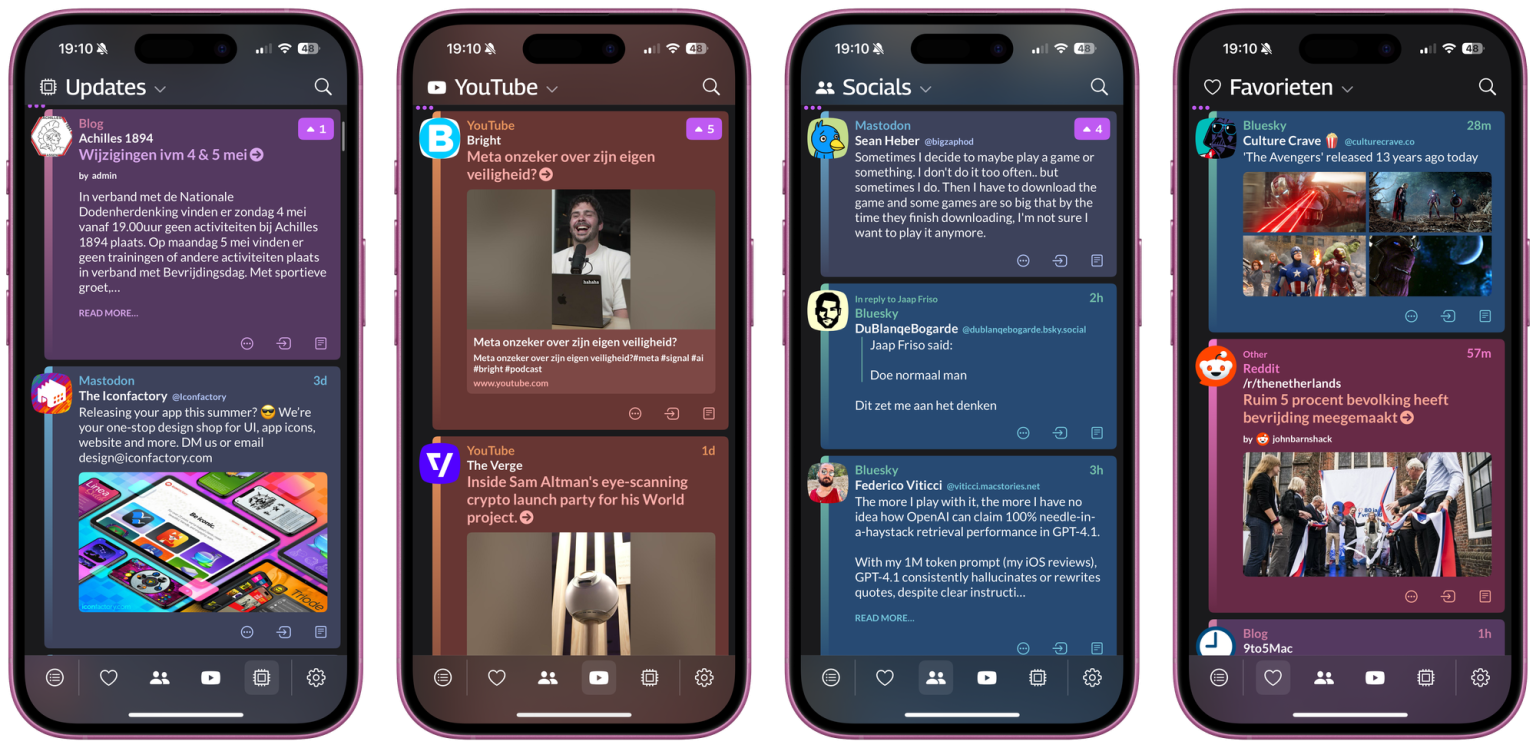 19:10
48
Updates
Blog
1
Achilles 1894
Wijzigingen ivm 4 & 5 mei
by admin
In verband met de Nationale
Dodenherdenking vinden er zondag 4 mei
vanaf 19.00uur geen activiteiten bij Achilles
1894 plaats. Op maandag 5 mei vinden er
geen trainingen of andere activiteiten plaats
in verband met Bevrijdingsdag. Met sportieve
groet,...
READ MORE...
Mastodon
3d
The Iconfactory @Iconfactory
Releasing your app this summer? 😎 We're
your one-stop design shop for UI, app icons,
website and more. DM us or email
design@iconfactory.com
Be Iconic.
iconfactory.com
Triode
19:10
48
YouTube
YouTube
5
Bright
Meta onzeker over zijn eigen
veiligheid?
hahaha
Meta onzeker over zijn eigen veiligheid?
Meta onzeker over zijn eigen veiligheid?#meta #signal #ai
#bright #podcast
www.youtube.com
YouTube
1d
The Verge
Inside Sam Altman's eye-scanning
crypto launch party for his World
project.
19:10
48
Socials
Mastodon
4
Sean Heber @bigzaphod
Sometimes I decide to maybe play a game or
something. I don't do it too often.. but
sometimes I do. Then I have to download the
game and some games are so big that by the
time they finish downloading, I'm not sure I
want to play it anymore.
In reply to Jaap Friso
2h
Bluesky
DuBlanqeBogarde @dublanqebogarde.bsky.social
Jaap Friso said:
Doe normaal man
Dit zet me aan het denken
Bluesky
3h
Federico Viticci @viticci.macstories.net
The more I play with it, the more I have no
idea how OpenAI can claim 100% needle-in-
a-haystack retrieval performance in GPT-4.1.
With my 1M token prompt (my iOS reviews),
GPT-4.1 consistently hallucinates or rewrites
quotes, despite clear instructi...
READ MORE...
19:10
48
Favorieten
Bluesky
28m
Culture Crave 🍿 @culturecrave.co
'The Avengers' released 13 years ago today
Other
57m
Reddit
/r/thenetherlands
Ruim 5 procent bevolking heeft
bevrijding meegemaakt
by johnbarnshack
Blog
1h
9to5Mac